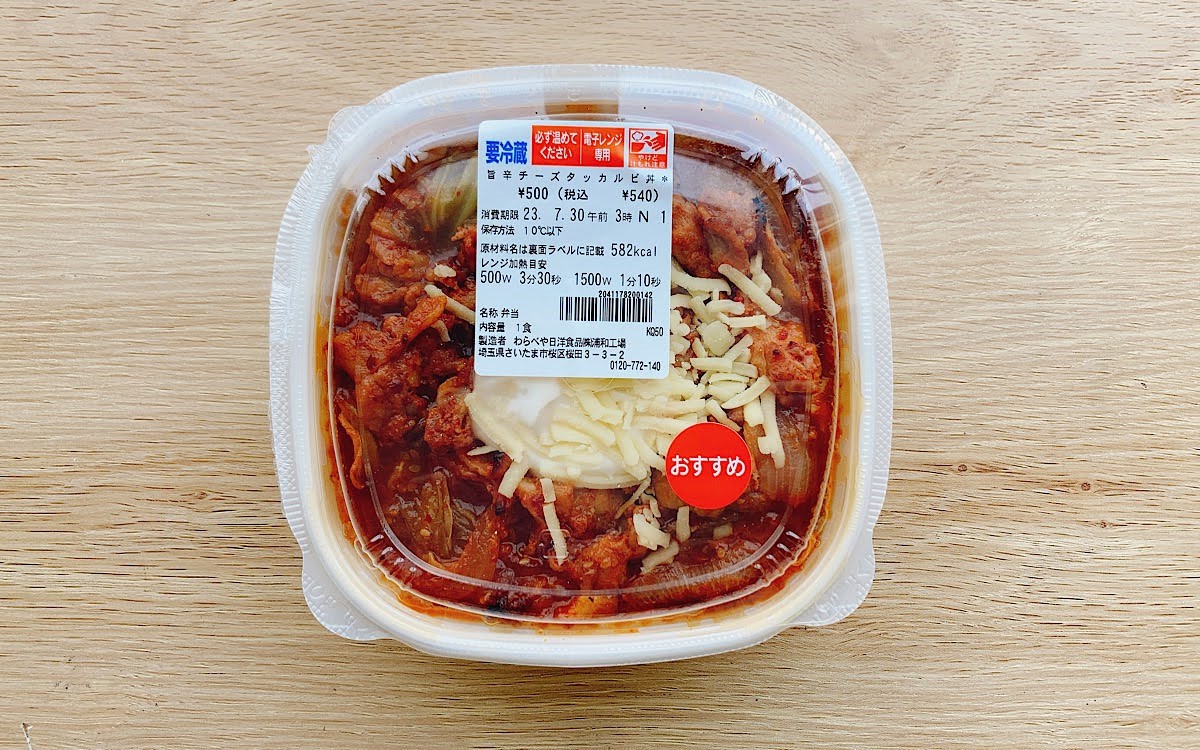 要冷蔵 必ず温めて ください 電子レンジ 専用 やけど けもれ注意
旨辛チーズタッカルビ丼*
¥500 (税込 ¥540)
消費期限 23. 7.30 午前 3時 N 1
保存方法 10℃以下
原材料名は裏面ラベルに記載 582kcal
レンジ加熱目安
500W 3分30秒 1500W 1分10秒
2041178200142
名称 弁当
内容量 1食 KQ50
製造者 わらべや日洋食品㈱浦和工場
埼玉県さいたま市桜区桜田3-3-2
0120-772-140
おすすめ